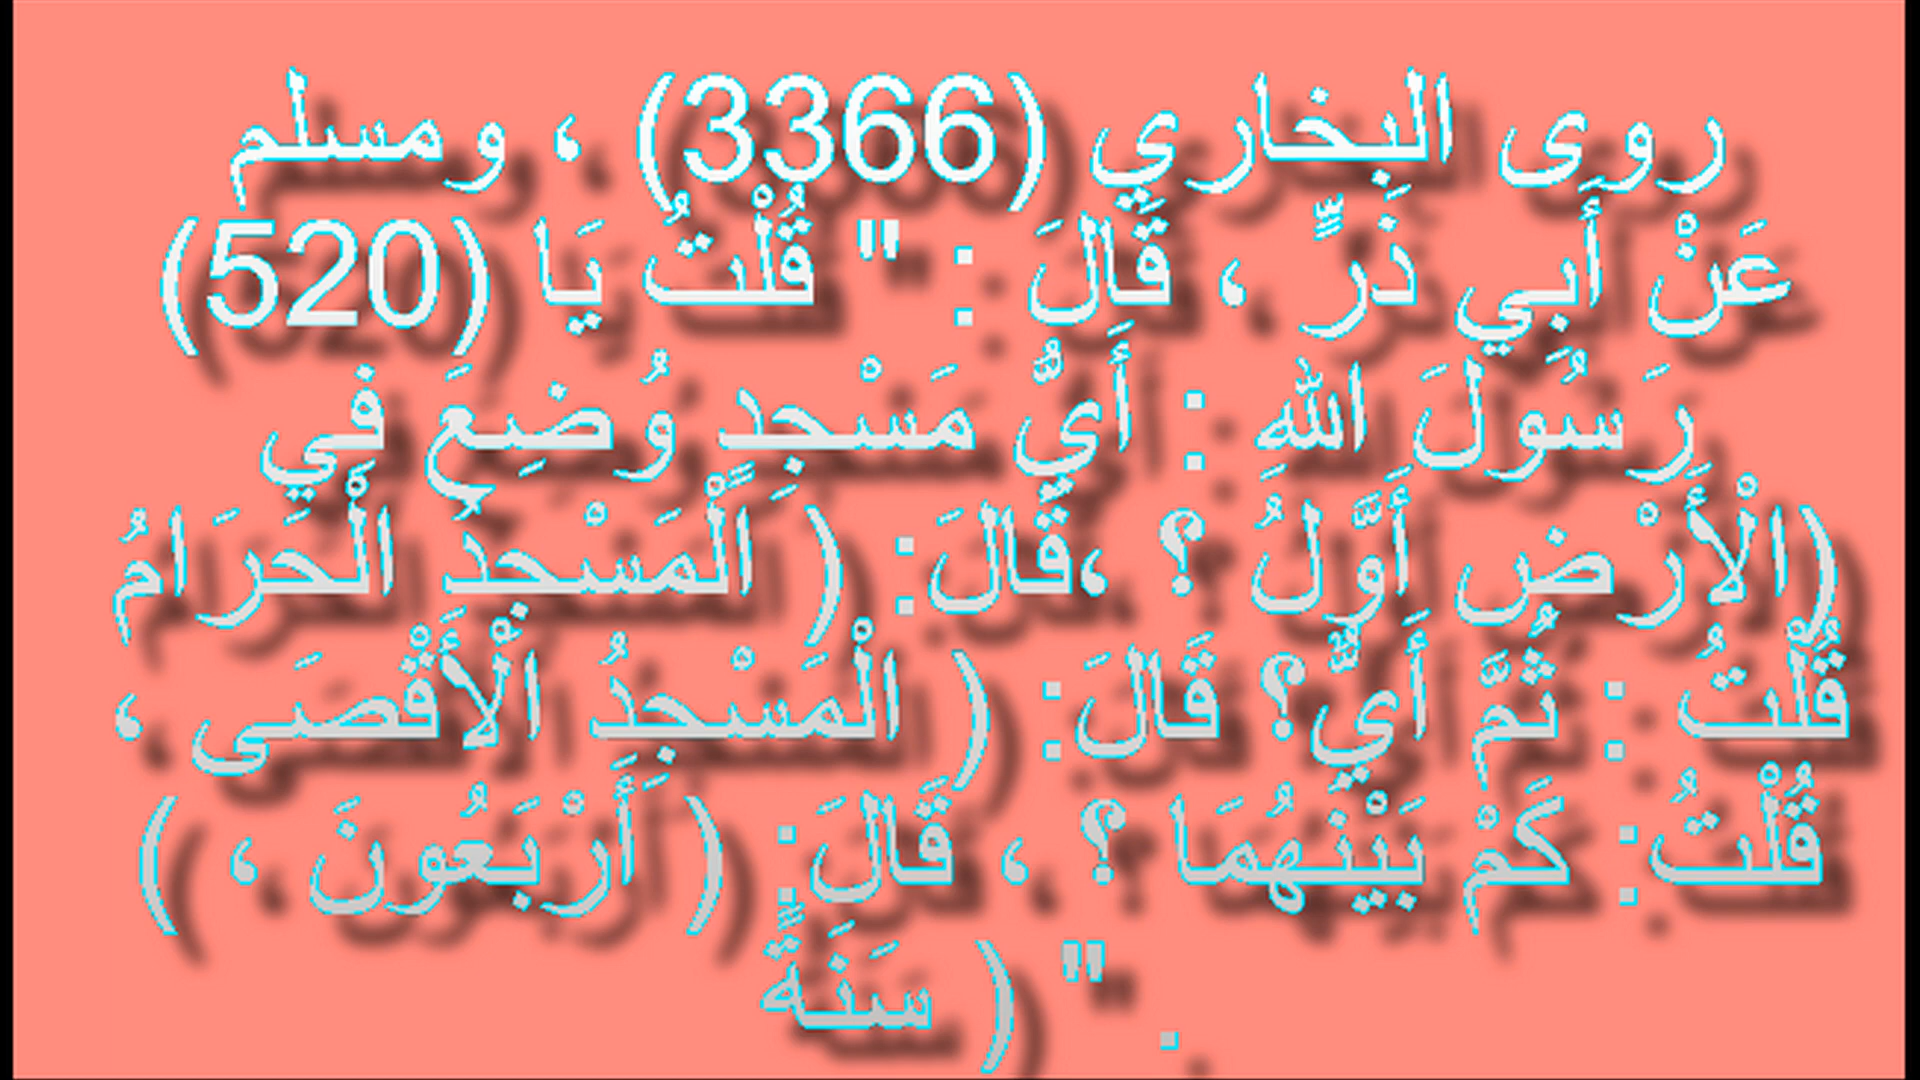 روى البخاري (3366) ، ومسلم
عَنْ أَبِي ذَرٍّ ، قَالَ : " قُلْتُ يَا (520)
رَسُولَ اللهِ : أَيُّ مَسْجِدٍ وُضِعَ فِي
(الْأَرْضِ أَوَّلُ ؟ ،قَالَ: ( الْمَسْجِدُ الْحَرَامُ
قُلْتُ : ثُمَّ أَيٌّ؟ قَالَ: ( الْمَسْجِدُ الْأَقْصَى ،
قُلْتُ: كَمْ بَيْنَهُمَا ؟ ، قَالَ: ( أَرْبَعُونَ ، )
. " ( سَنَةً